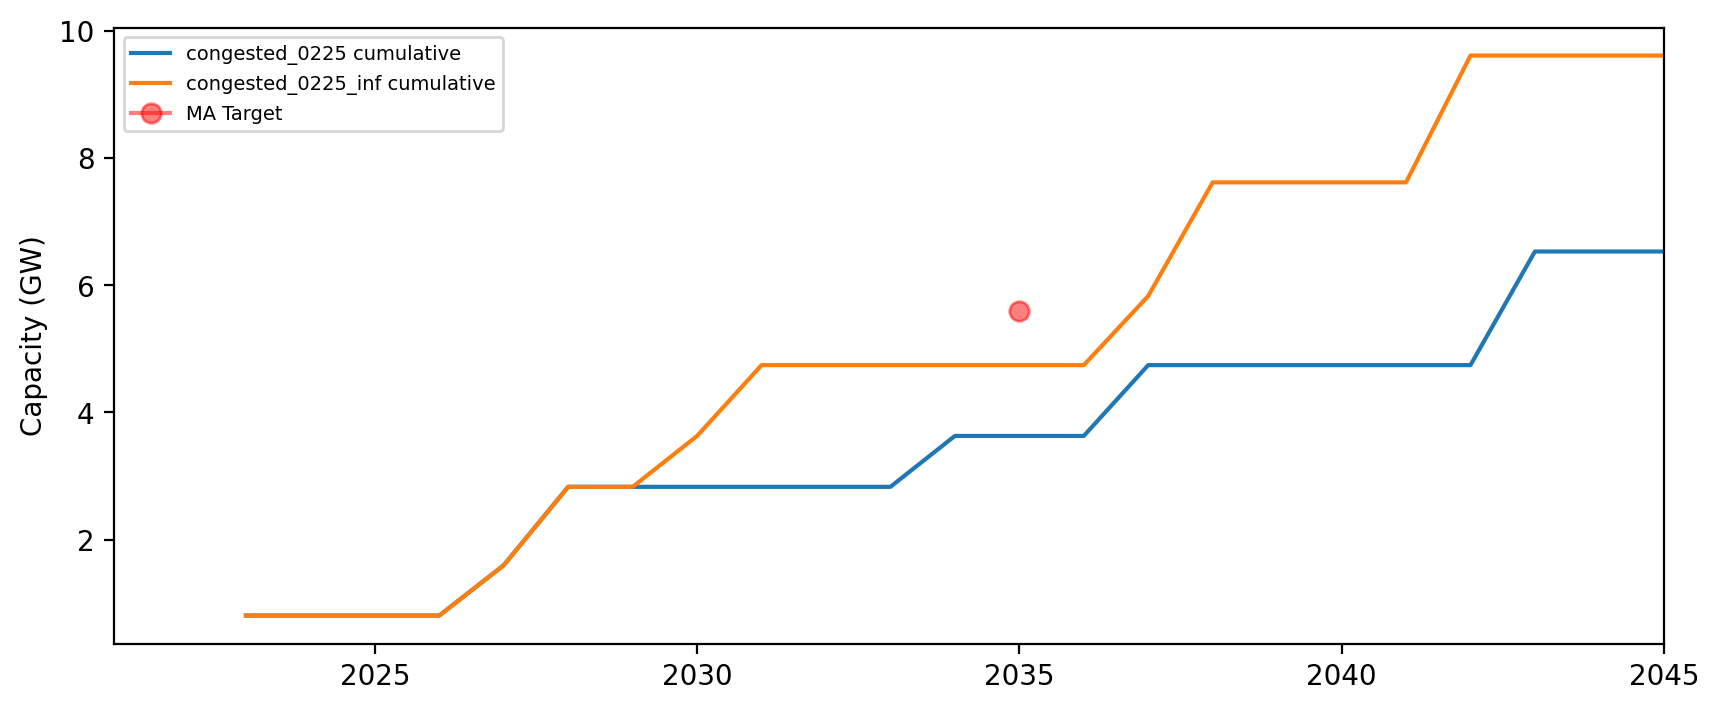 congested_0225 cumulative
congested_0225_inf cumulative
MA Target
Capacity (GW)
10
8
6
4
2
2025 2030 2035 2040 2045